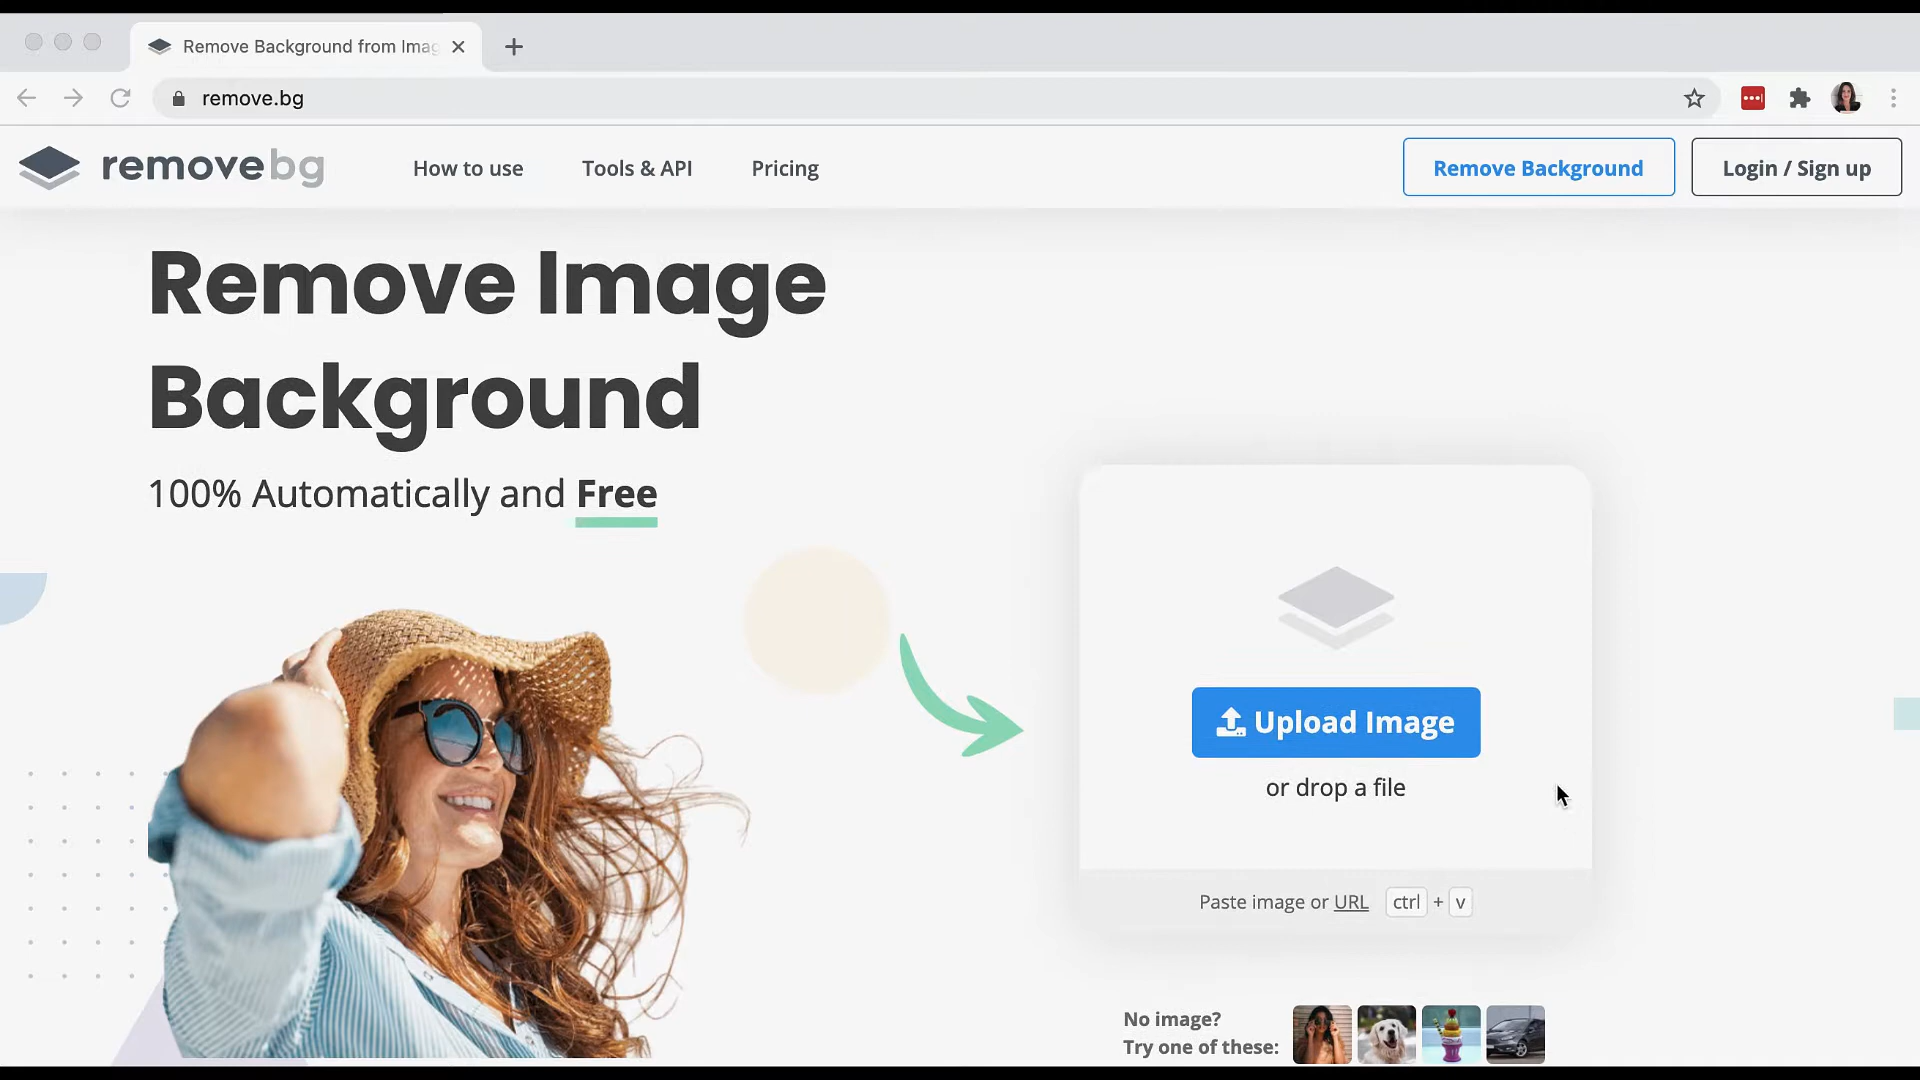 Remove Background from Imag
remove.bg
removebg
How to use
Tools & API
Pricing
Remove Background
Login / Sign up
Remove Image
Background
100% Automatically and Free
Upload Image
or drop a file
Paste image or URL ctrl + v
No image?
Try one of these: